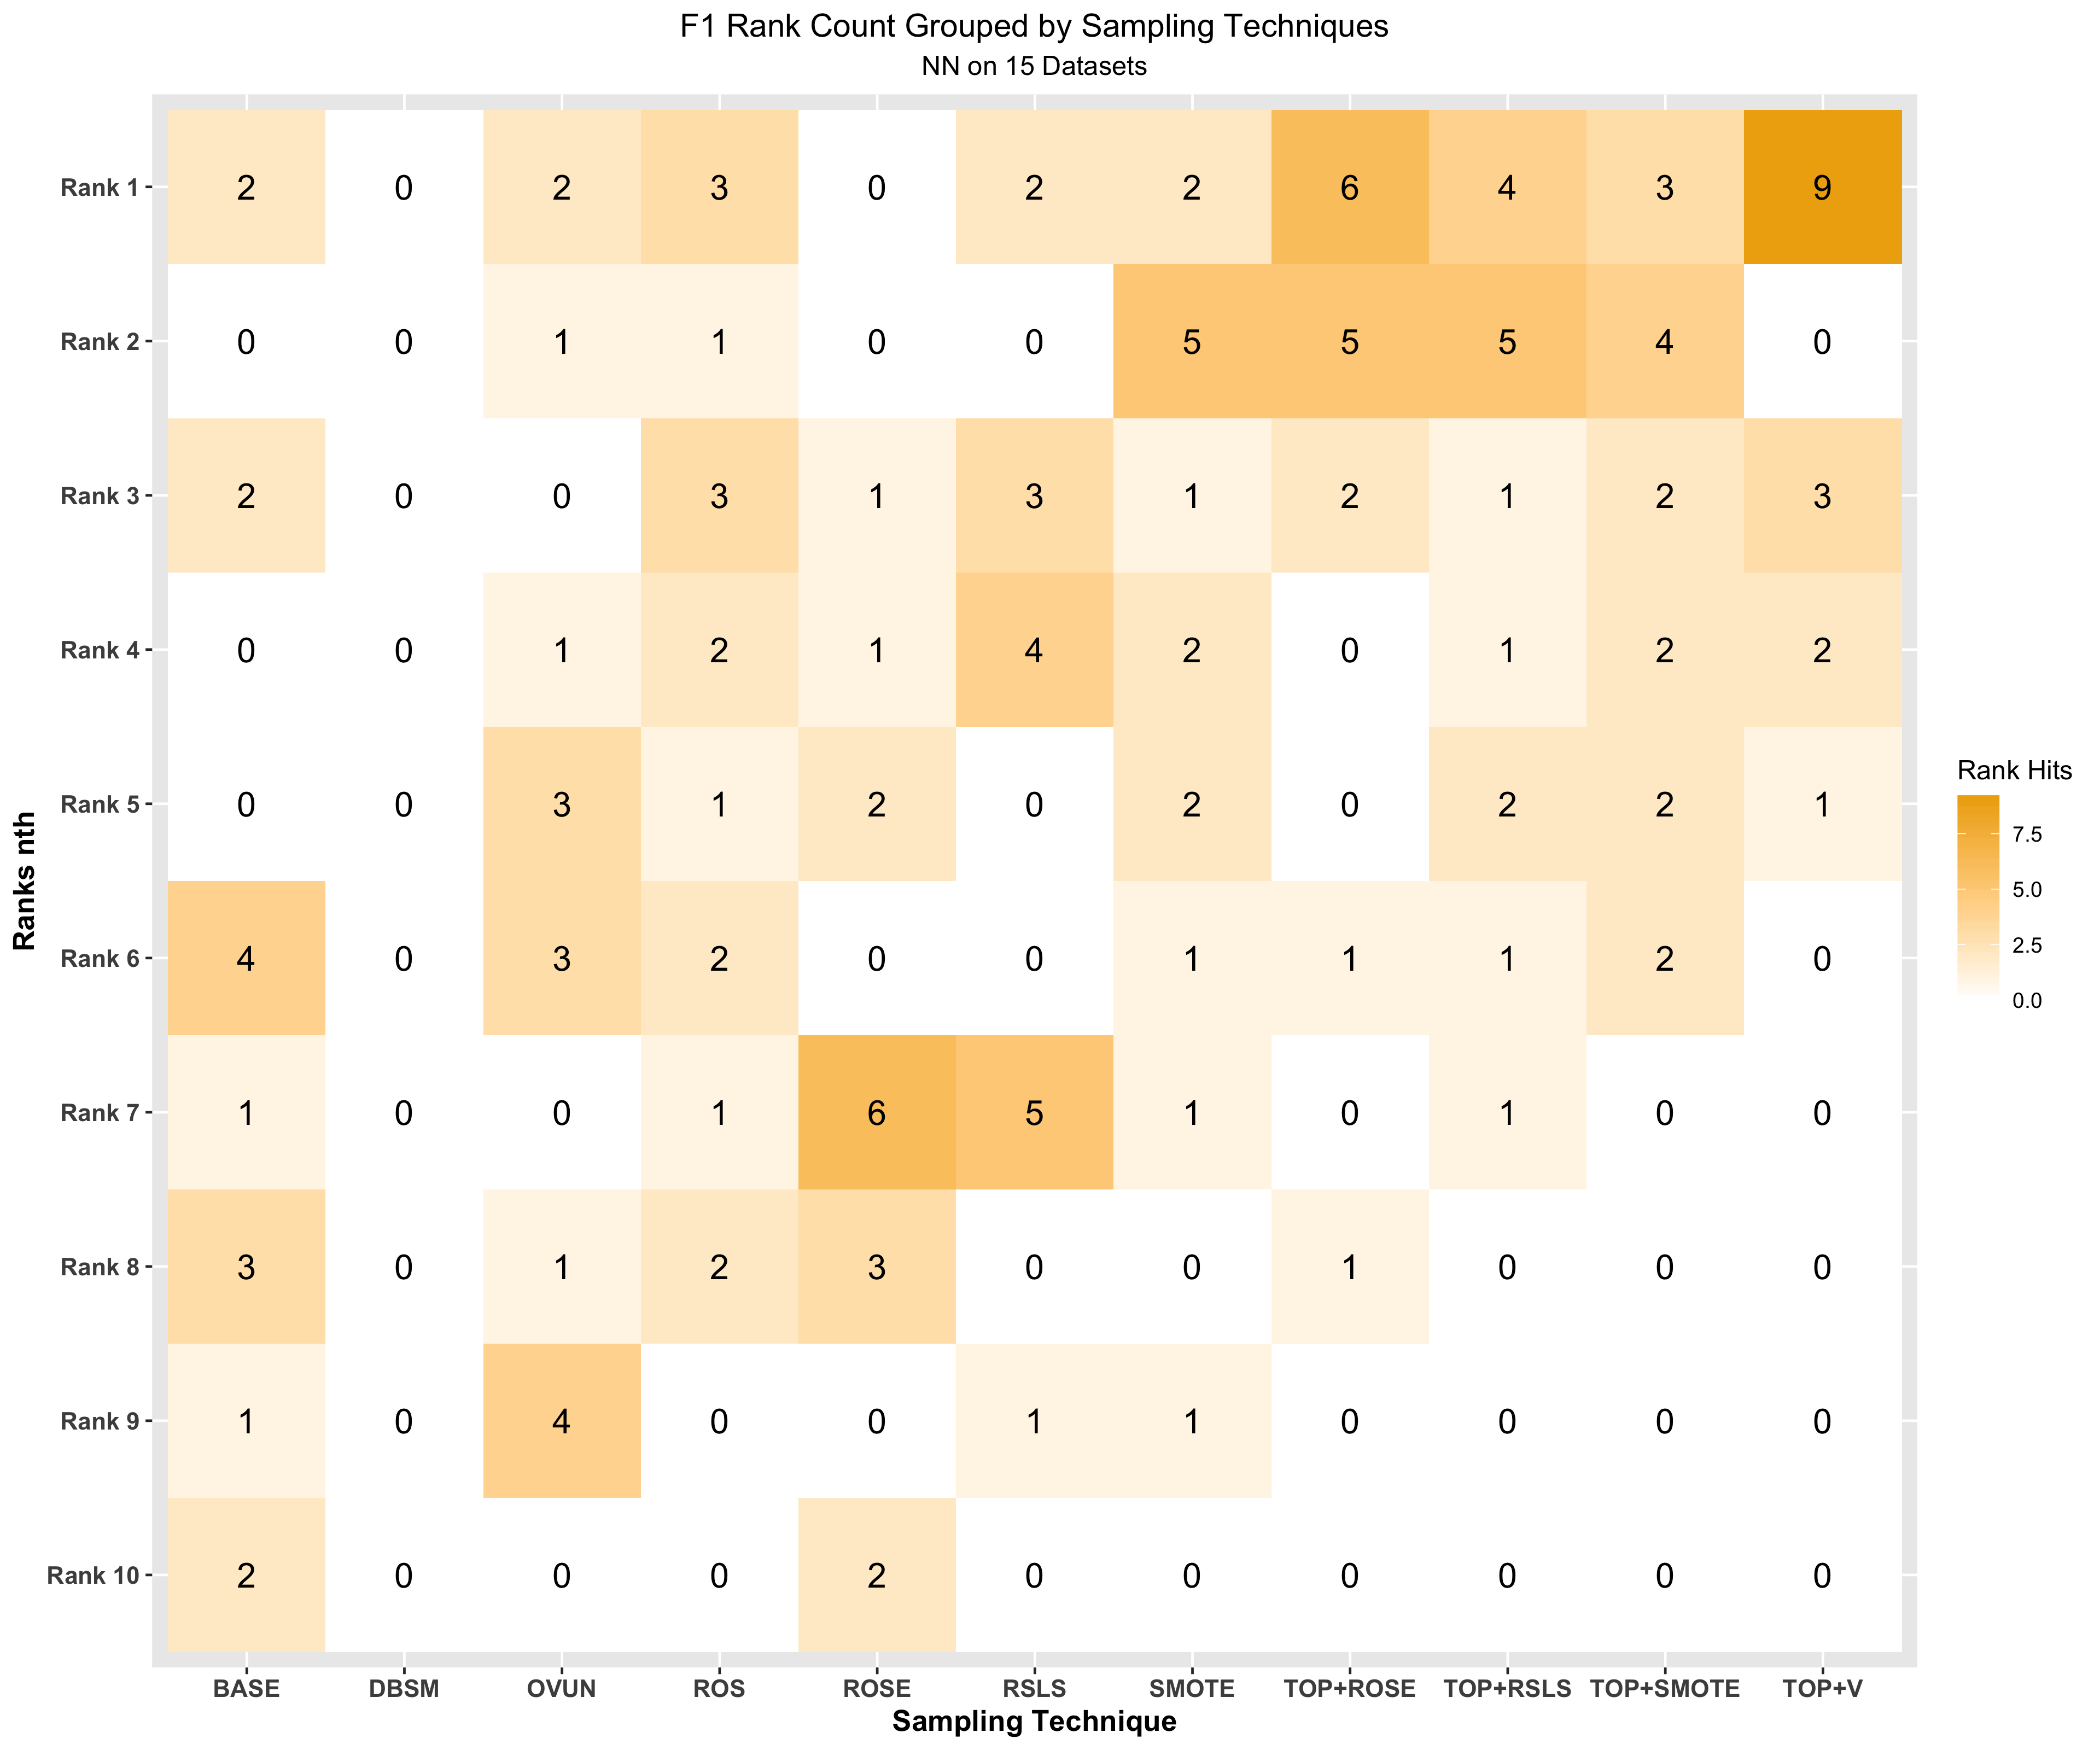 F1 Rank Count Grouped by Sampling Techniques
NN on 15 Datasets
Rank 1 2 0 2 3 0 2 2 6 4 3 9
Rank 2 0 0 1 1 0 0 5 5 5 4 0
Rank 3 2 0 0 3 1 3 1 2 1 2 3
Rank 4 0 0 1 2 1 4 2 0 1 2 2
Rank 5 0 0 3 1 2 0 2 0 2 2 1
Rank 6 4 0 3 2 0 0 1 1 1 2 0
Rank 7 1 0 0 1 6 5 1 0 1 0 0
Rank 8 3 0 1 2 3 0 0 1 0 0 0
Rank 9 1 0 4 0 0 1 1 0 0 0 0
Rank 10 2 0 0 0 2 0 0 0 0 0 0
BASE DBSM OVUN ROS ROSE RSLS SMOTE TOP+ROSE TOP+RSLS TOP+SMOTE TOP+V
Sampling Technique
Ranks nth
Rank Hits
7.5
5.0
2.5
0.0